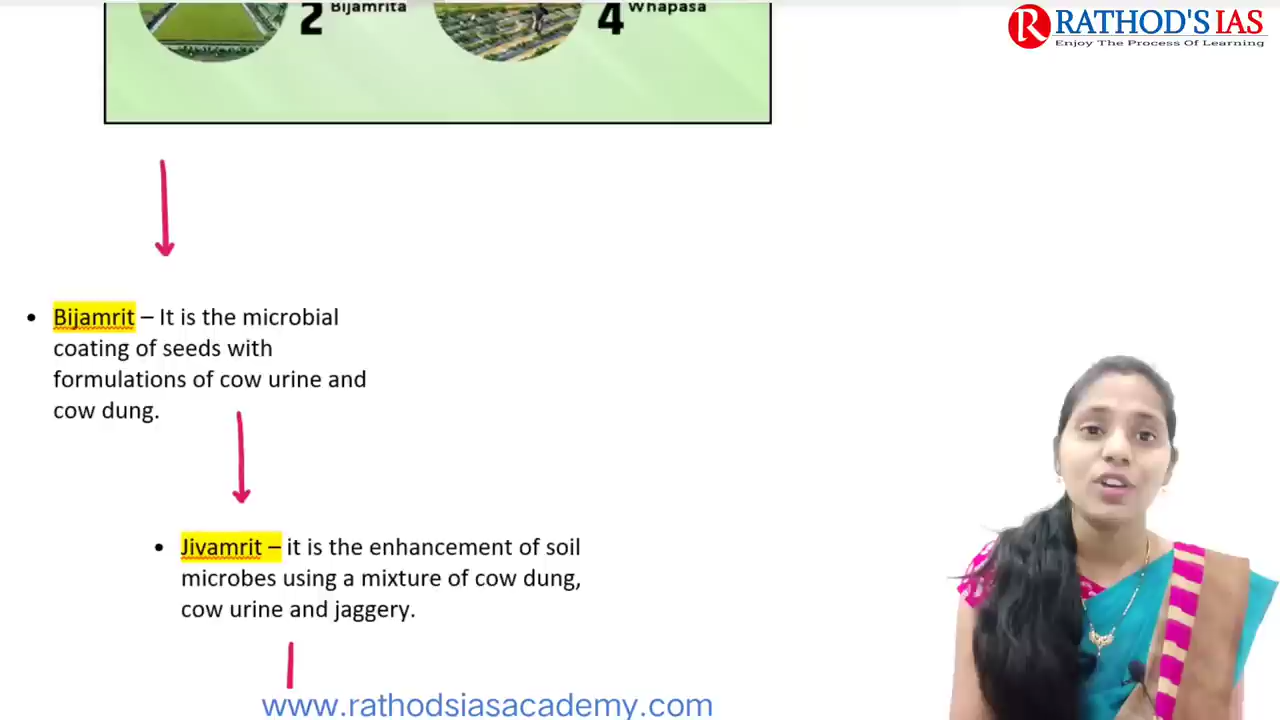 2 Bijamrita
4 Whapasa
R RATHOD'S IAS
Enjoy The Process Of Learning
• Bijamrit – It is the microbial
coating of seeds with
formulations of cow urine and
cow dung.
• Jivamrit – it is the enhancement of soil
microbes using a mixture of cow dung,
cow urine and jaggery.
www.rathodsiasacademy.com